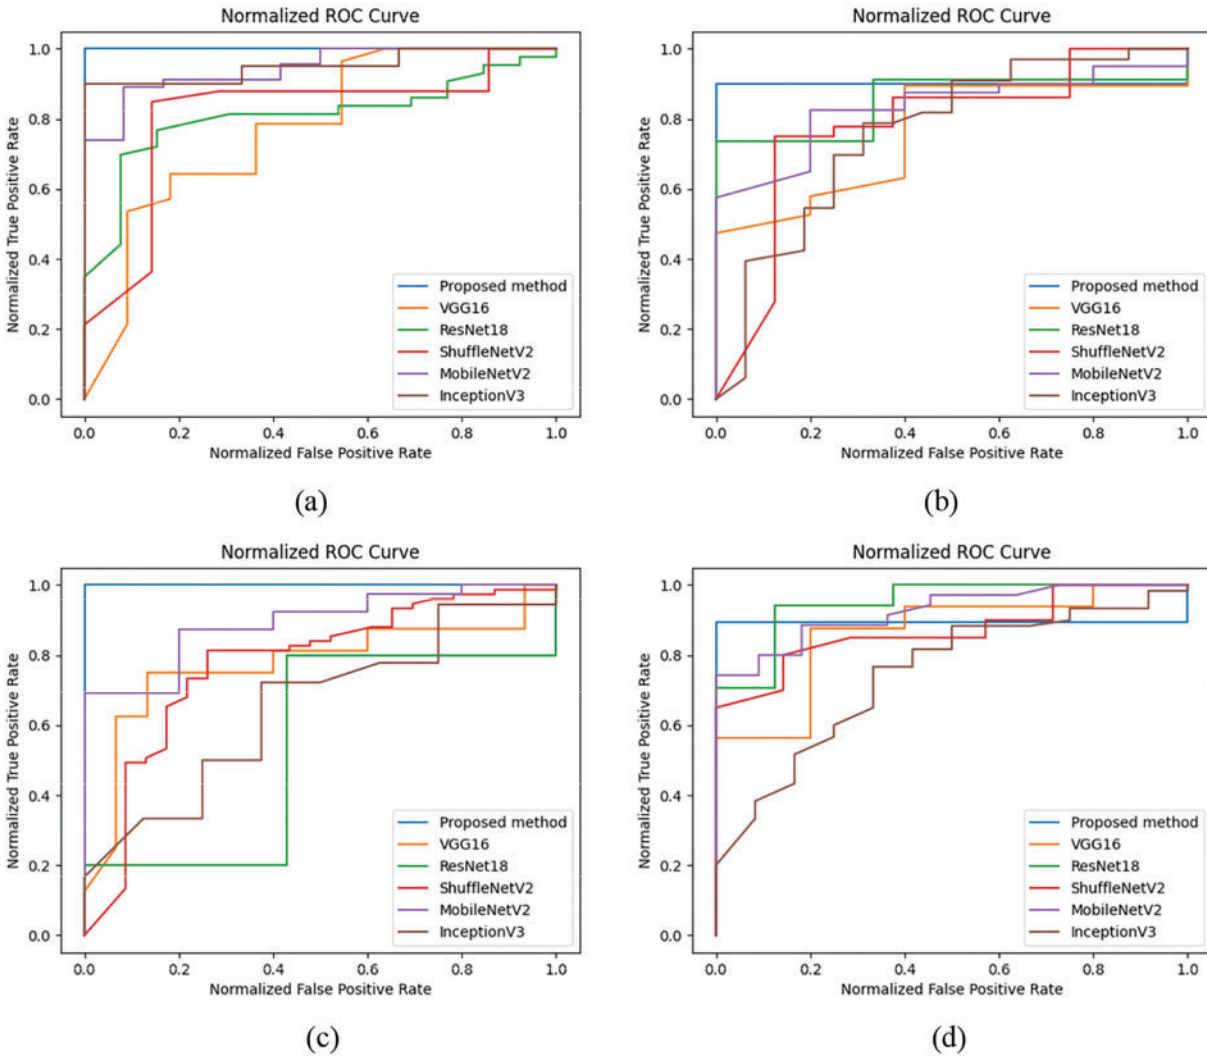 Normalized ROC Curve
Normalized True Positive Rate
1.0
0.8
0.6
0.4
0.2
0.0
Proposed method
VGG16
ResNet18
ShuffleNetV2
MobileNetV2
InceptionV3
0.0 0.2 0.4 0.6 0.8 1.0
Normalized False Positive Rate
(a)
Normalized ROC Curve
Normalized True Positive Rate
1.0
0.8
0.6
0.4
0.2
0.0
Proposed method
VGG16
ResNet18
ShuffleNetV2
MobileNetV2
InceptionV3
0.0 0.2 0.4 0.6 0.8 1.0
Normalized False Positive Rate
(b)
Normalized ROC Curve
Normalized True Positive Rate
1.0
0.8
0.6
0.4
0.2
0.0
Proposed method
VGG16
ResNet18
ShuffleNetV2
MobileNetV2
InceptionV3
0.0 0.2 0.4 0.6 0.8 1.0
Normalized False Positive Rate
(c)
Normalized ROC Curve
Normalized True Positive Rate
1.0
0.8
0.6
0.4
0.2
0.0
Proposed method
VGG16
ResNet18
ShuffleNetV2
MobileNetV2
InceptionV3
0.0 0.2 0.4 0.6 0.8 1.0
Normalized False Positive Rate
(d)